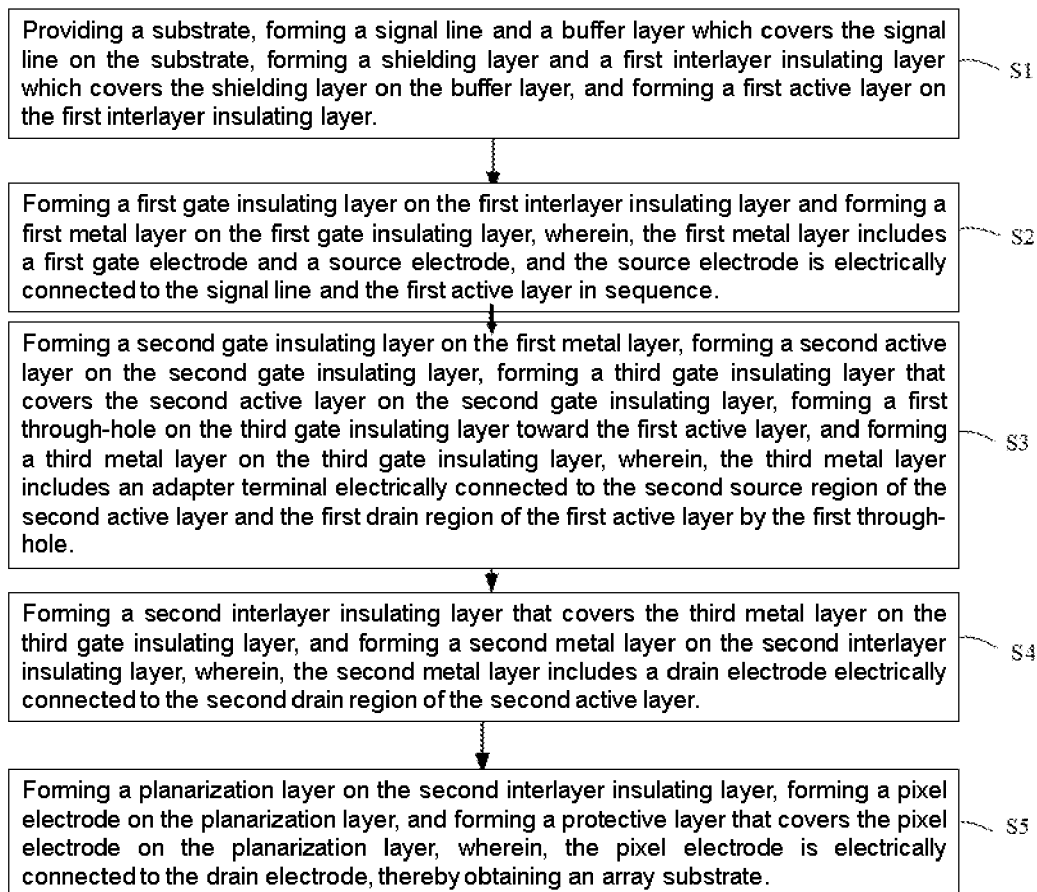 Providing a substrate, forming a signal line and a buffer layer which covers the signal
line on the substrate, forming a shielding layer and a first interlayer insulating layer
which covers the shielding layer on the buffer layer, and forming a first active layer on
the first interlayer insulating layer.
S1
Forming a first gate insulating layer on the first interlayer insulating layer and forming a
first metal layer on the first gate insulating layer, wherein, the first metal layer includes
a first gate electrode and a source electrode, and the source electrode is electrically
connected to the signal line and the first active layer in sequence.
S2
Forming a second gate insulating layer on the first metal layer, forming a second active
layer on the second gate insulating layer, forming a third gate insulating layer that
covers the second active layer on the second gate insulating layer, forming a first
through-hole on the third gate insulating layer toward the first active layer, and forming
a third metal layer on the third gate insulating layer, wherein, the third metal layer
includes an adapter terminal electrically connected to the second source region of the
second active layer and the first drain region of the first active layer by the first through-
hole.
S3
Forming a second interlayer insulating layer that covers the third metal layer on the
third gate insulating layer, and forming a second metal layer on the second interlayer
insulating layer, wherein, the second metal layer includes a drain electrode electrically
connected to the second drain region of the second active layer.
S4
Forming a planarization layer on the second interlayer insulating layer, forming a pixel
electrode on the planarization layer, and forming a protective layer that covers the pixel
electrode on the planarization layer, wherein, the pixel electrode is electrically
connected to the drain electrode, thereby obtaining an array substrate.
S5